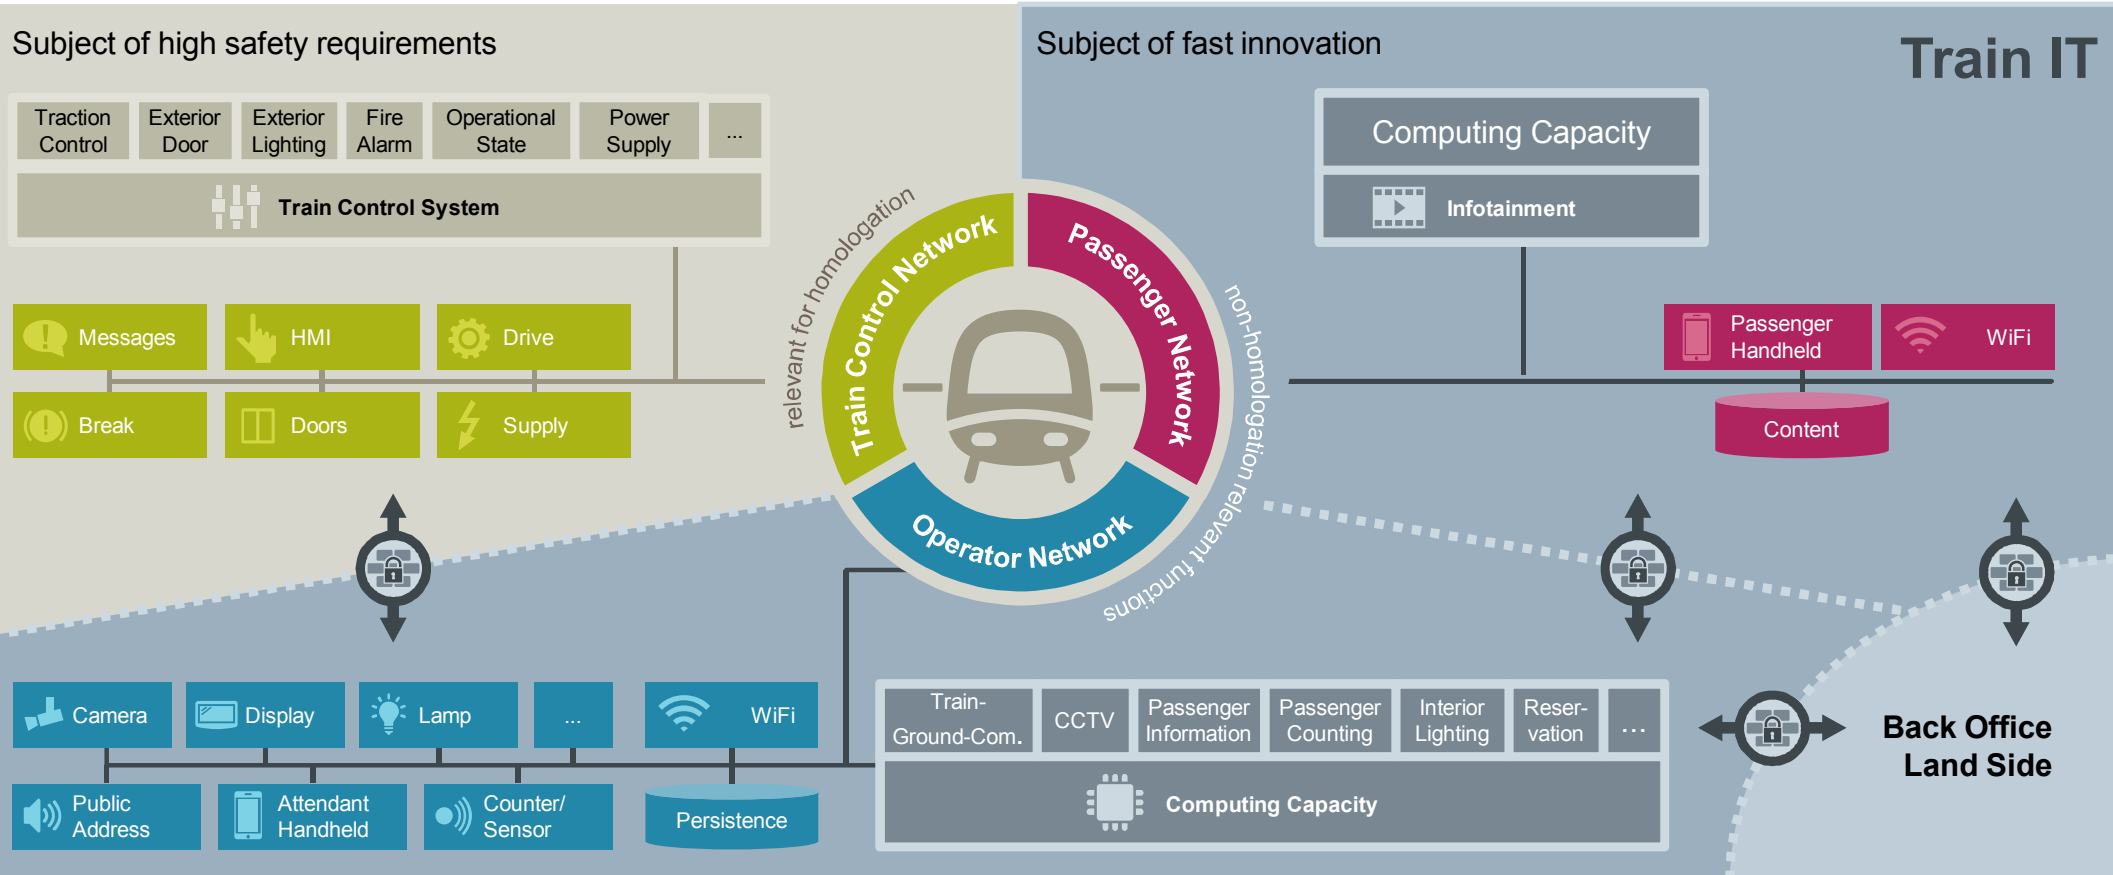 Subject of high safety requirements
Subject of fast innovation
Train IT
Traction
Control
Exterior
Door
Exterior
Lighting
Fire
Alarm
Operational
State
Power
Supply
...
Train Control System
Computing Capacity
Infotainment
relevant for homologation
Train Control Network
Passenger Network
Operator Network
non-homologation relevant functions
Messages
HMI
Drive
Break
Doors
Supply
Passenger
Handheld
WiFi
Content
Camera
Display
Lamp
...
WiFi
Public
Address
Attendant
Handheld
Counter/
Sensor
Persistence
Train-
Ground-Com.
CCTV
Passenger
Information
Passenger
Counting
Interior
Lighting
Reser-
vation
...
Computing Capacity
Back Office
Land Side